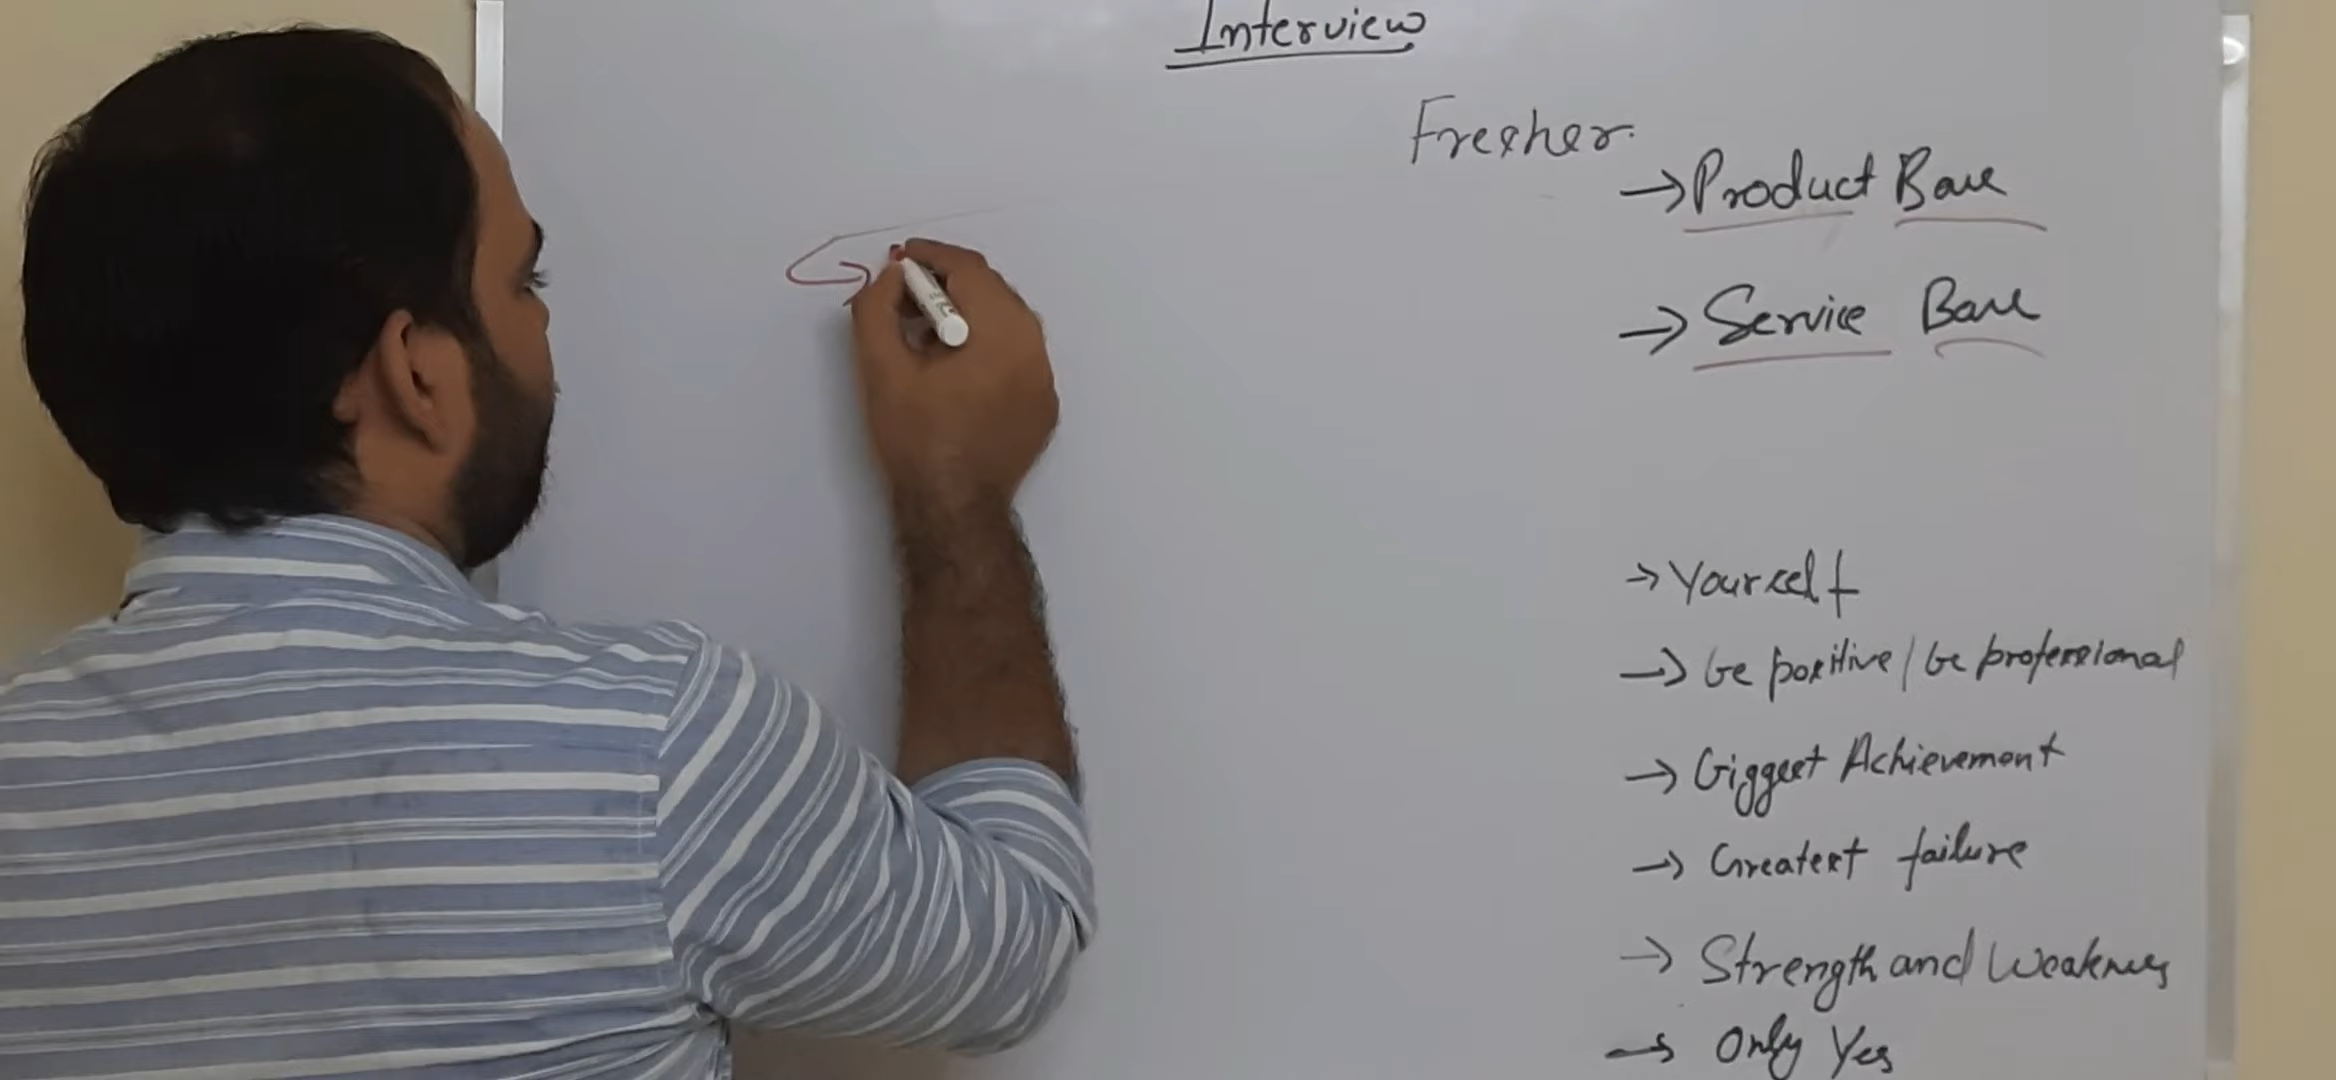 Interview
Fresher.
→ Product Base
→ Service Base
→ Yourself
→ be positive / be professional
→ Biggest Achievement
→ Greatest failure
→ Strength and Weakness
→ Only Yes